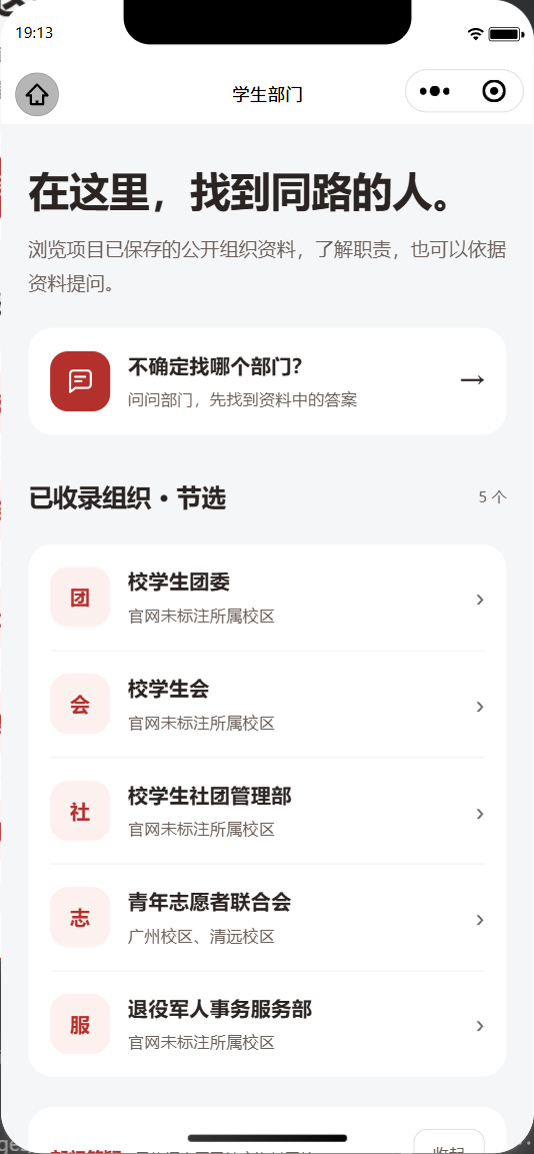 19:13
学生部门
在这里，找到同路的人。
浏览项目已保存的公开组织资料，了解职责，也可以依据
资料提问。
不确定找哪个部门？
问问部门，先找到资料中的答案
→
已收录组织·节选
5 个
团
校学生团委
官网未标注所属校区
会
校学生会
官网未标注所属校区
社
校学生社团管理部
官网未标注所属校区
志
青年志愿者联合会
广州校区、清远校区
服
退役军人事务服务部
官网未标注所属校区
收起